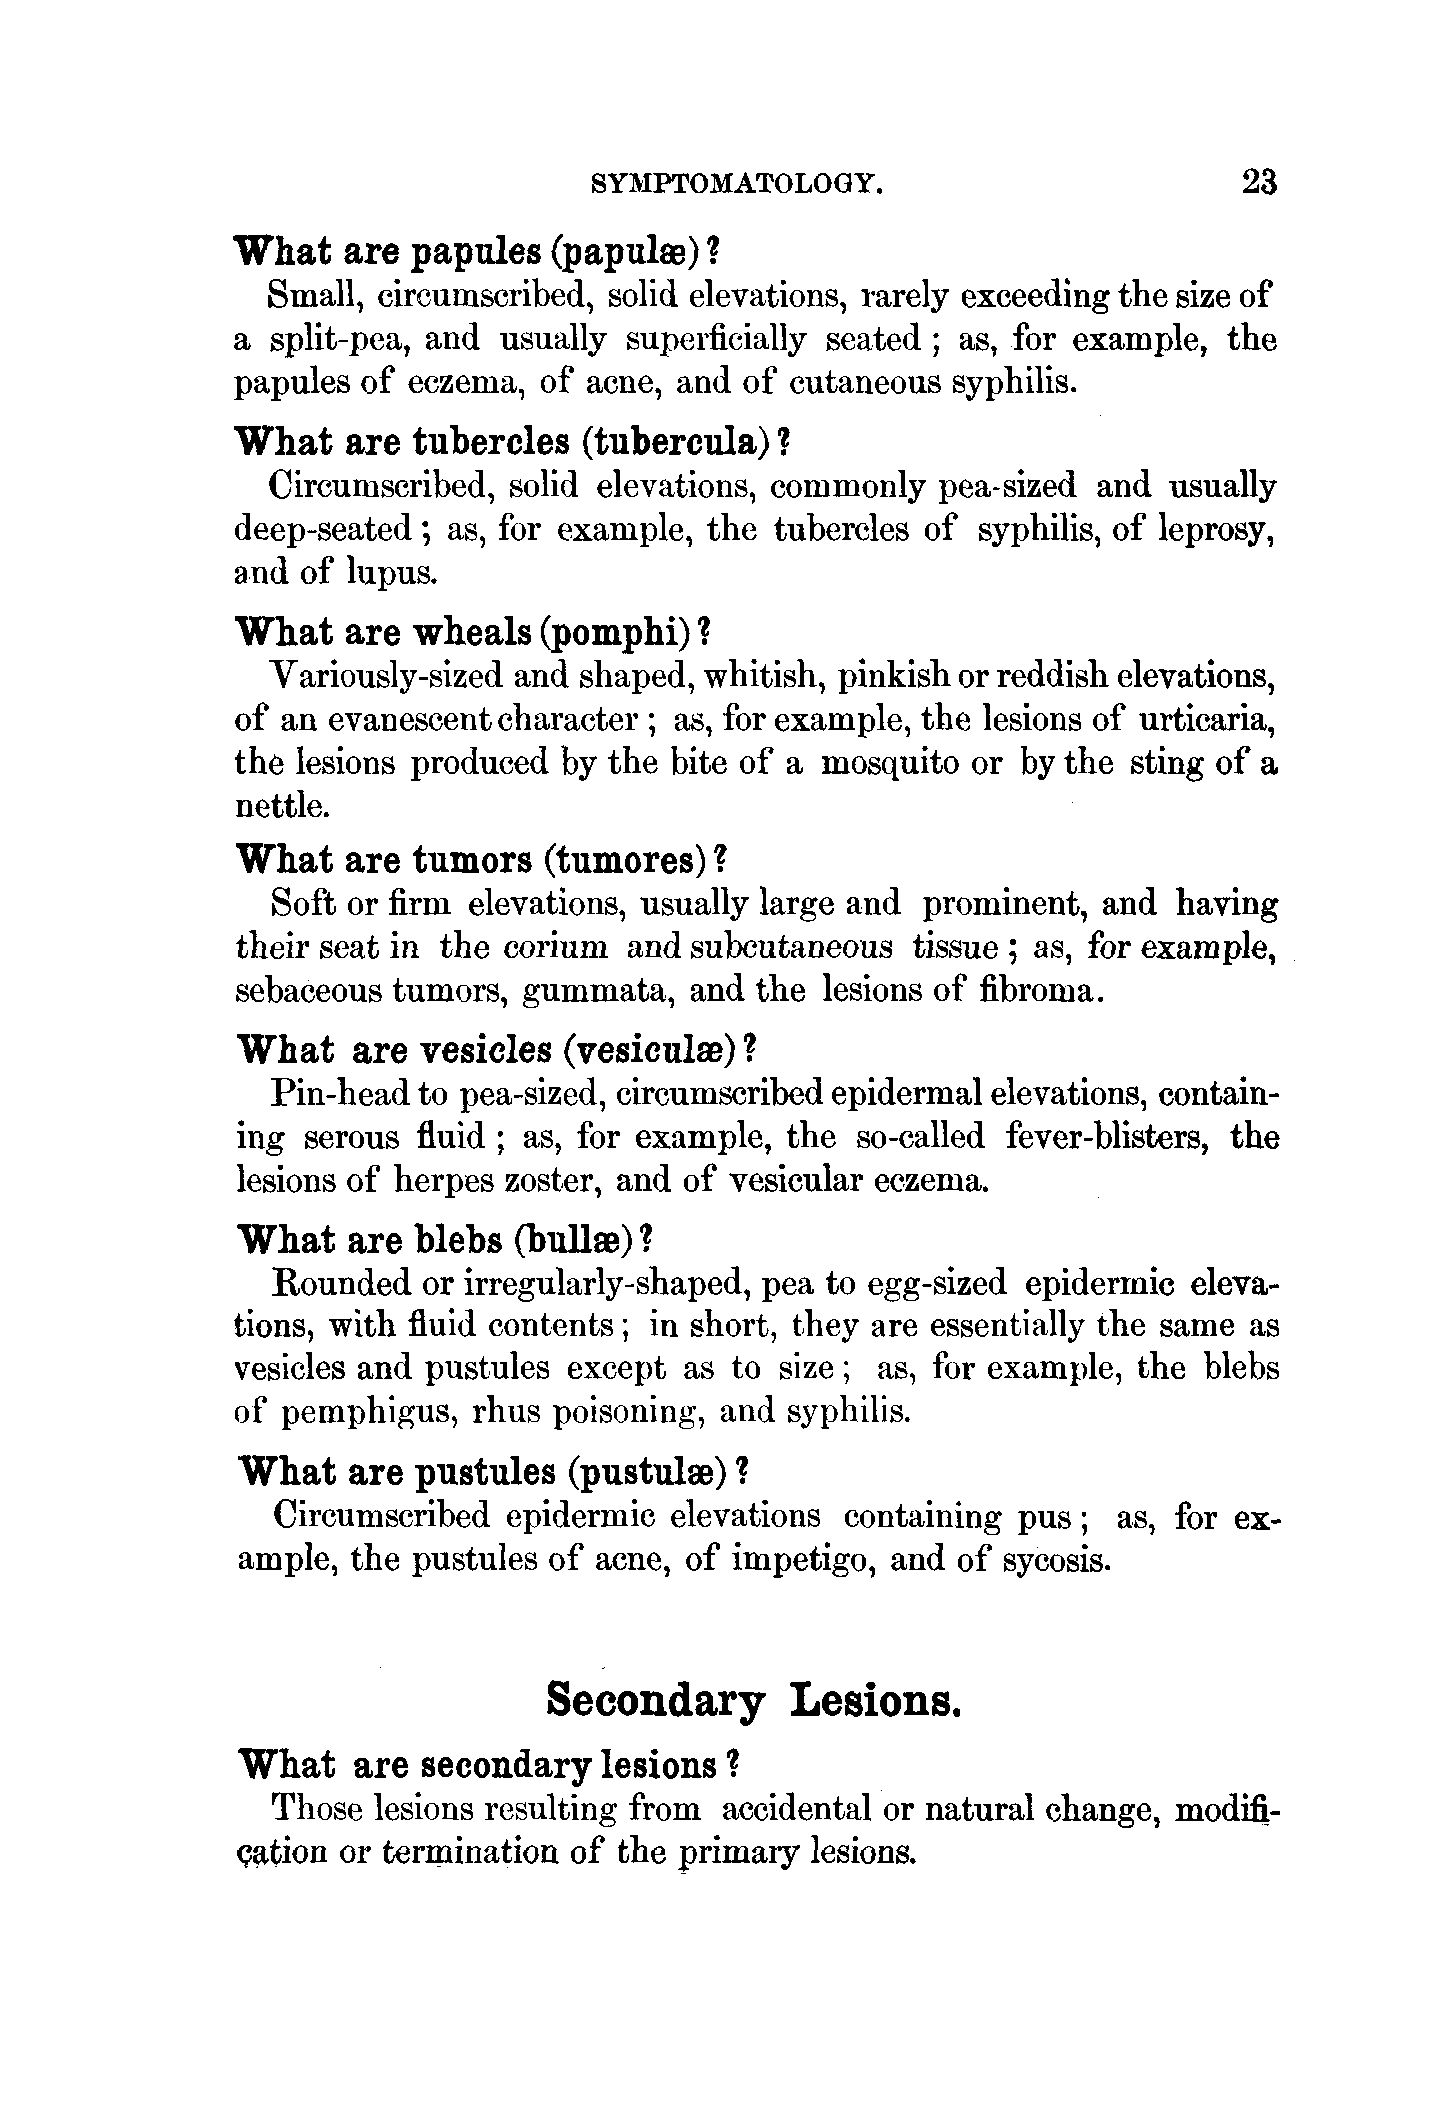 SYMPTOMATOLOGY. 23
What are papules (papulæ)?
Small, circumscribed, solid elevations, rarely exceeding the size of
a split-pea, and usually superficially seated ; as, for example, the
papules of eczema, of acne, and of cutaneous syphilis.
What are tubercles (tubercula)?
Circumscribed, solid elevations, commonly pea-sized and usually
deep-seated ; as, for example, the tubercles of syphilis, of leprosy,
and of lupus.
What are wheals (pomphi)?
Variously-sized and shaped, whitish, pinkish or reddish elevations,
of an evanescent character ; as, for example, the lesions of urticaria,
the lesions produced by the bite of a mosquito or by the sting of a
nettle.
What are tumors (tumores)?
Soft or firm elevations, usually large and prominent, and having
their seat in the corium and subcutaneous tissue ; as, for example,
sebaceous tumors, gummata, and the lesions of fibroma.
What are vesicles (vesiculæ)?
Pin-head to pea-sized, circumscribed epidermal elevations, contain-
ing serous fluid ; as, for example, the so-called fever-blisters, the
lesions of herpes zoster, and of vesicular eczema.
What are blebs (bullæ)?
Rounded or irregularly-shaped, pea to egg-sized epidermic eleva-
tions, with fluid contents ; in short, they are essentially the same as
vesicles and pustules except as to size ; as, for example, the blebs
of pemphigus, rhus poisoning, and syphilis.
What are pustules (pustulæ)?
Circumscribed epidermic elevations containing pus ; as, for ex-
ample, the pustules of acne, of impetigo, and of sycosis.
Secondary Lesions.
What are secondary lesions ?
Those lesions resulting from accidental or natural change, modifi-
cation or termination of the primary lesions.